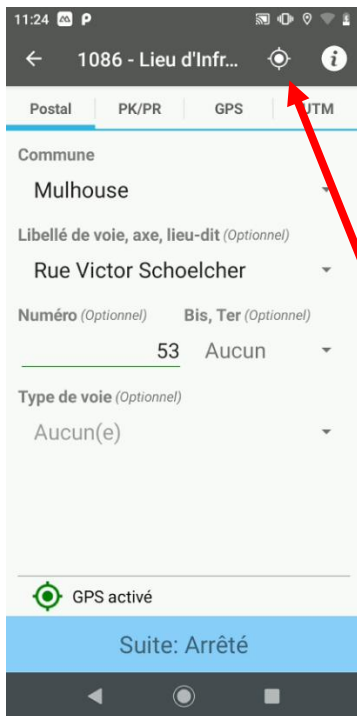 11:24 P
1086 - Lieu d'Infr... i
Postal PK/PR GPS UTM
Commune
Mulhouse
Libellé de voie, axe, lieu-dit (Optionnel)
Rue Victor Schoelcher
Numéro (Optionnel) Bis, Ter (Optionnel)
53 Aucun
Type de voie (Optionnel)
Aucun(e)
GPS activé
Suite: Arrêté